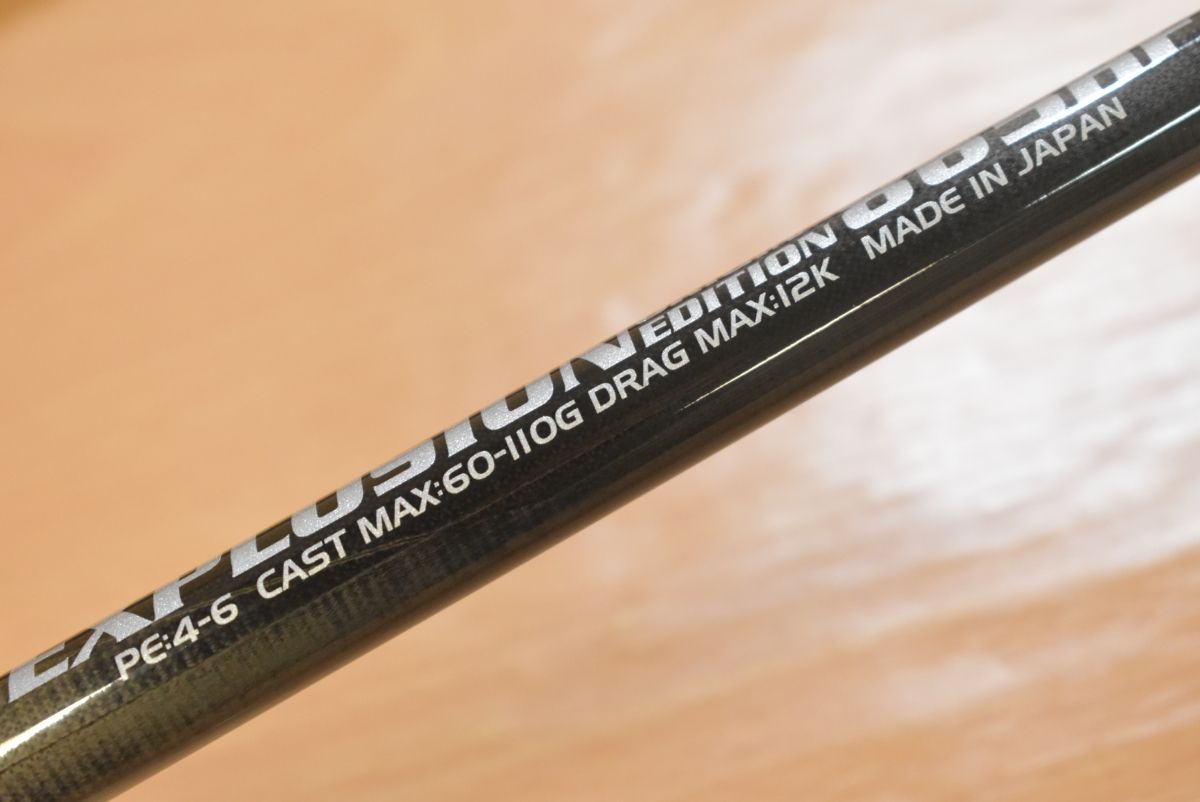 EXPLOSION EDITION
PE:4-6 CAST MAX:60-110G DRAG MAX:12K MADE IN JAPAN